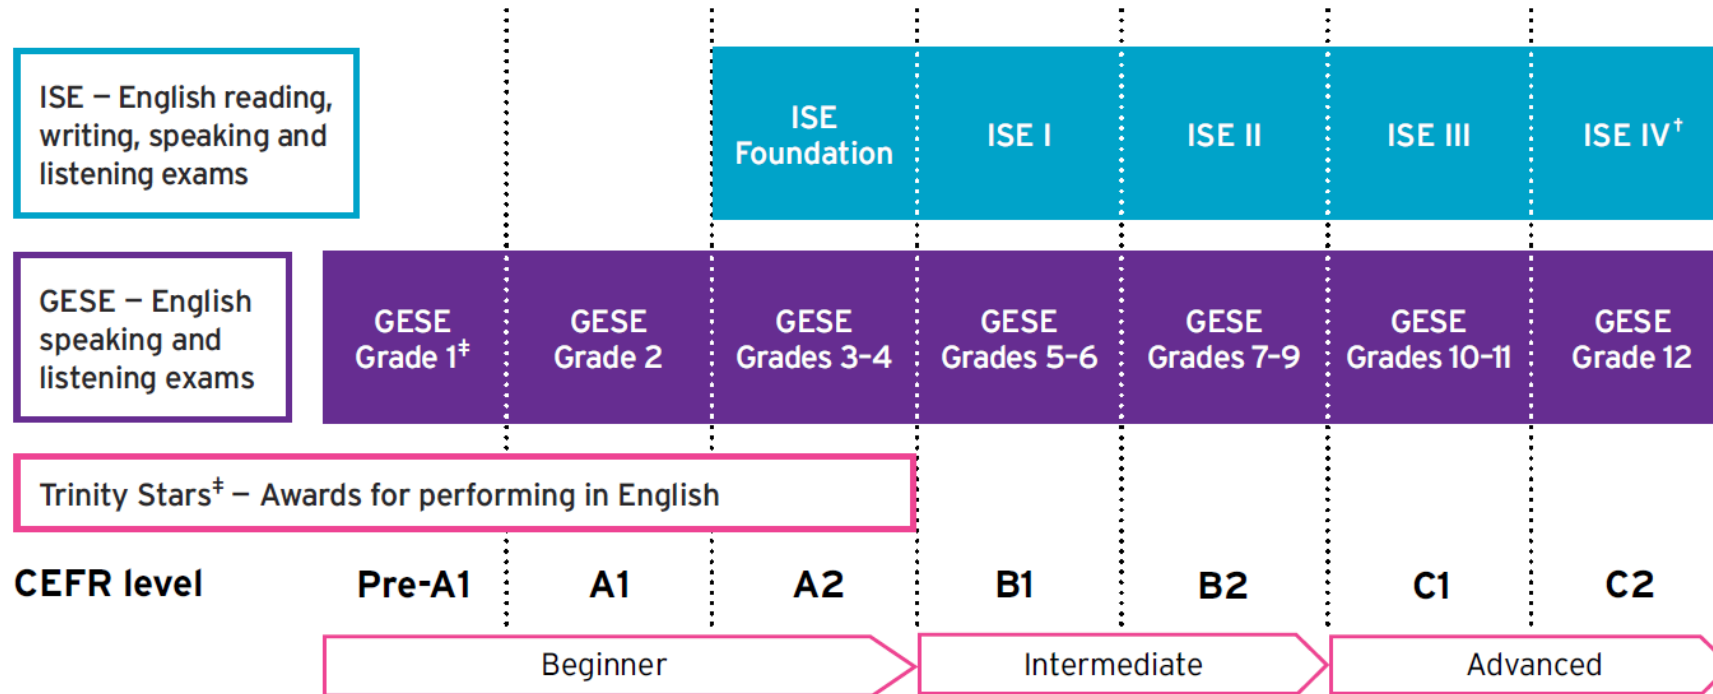 ISE – English reading,
writing, speaking and
listening exams
ISE
Foundation
ISE I
ISE II
ISE III
ISE IV†
GESE – English
speaking and
listening exams
GESE
Grade 1‡
GESE
Grade 2
GESE
Grades 3–4
GESE
Grades 5–6
GESE
Grades 7–9
GESE
Grades 10–11
GESE
Grade 12
Trinity Stars‡ – Awards for performing in English
CEFR level
Pre-A1
A1
A2
B1
B2
C1
C2
Beginner
Intermediate
Advanced